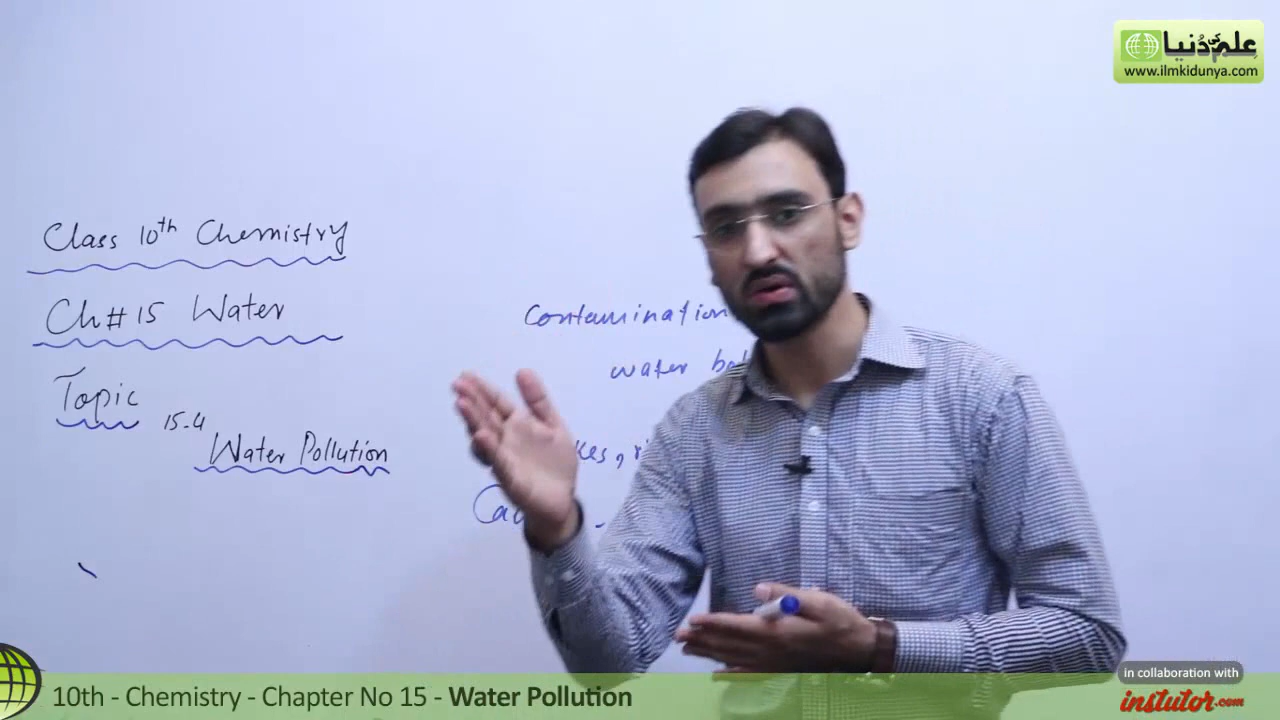 علم کی دُنیا
www.ilmkidunya.com
Class 10th Chemistry
Ch#15 Water
Topic
15-4
Water Pollution
Contamination
water
10th - Chemistry - Chapter No 15 - Water Pollution
in collaboration with
instutor.com